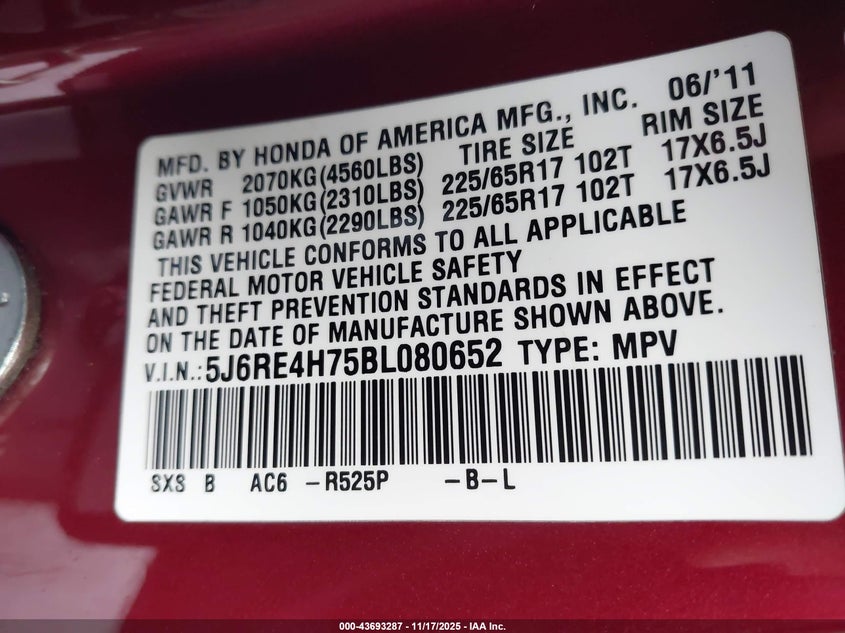 MFD. BY HONDA OF AMERICA MFG., INC. 06/'11
GVWR 2070KG(4560LBS) TIRE SIZE RIM SIZE
GAWR F 1050KG(2310LBS) 225/65R17 102T 17X6.5J
GAWR R 1040KG(2290LBS) 225/65R17 102T 17X6.5J
THIS VEHICLE CONFORMS TO ALL APPLICABLE
FEDERAL MOTOR VEHICLE SAFETY
AND THEFT PREVENTION STANDARDS IN EFFECT
ON THE DATE OF MANUFACTURE SHOWN ABOVE.
V.I.N.:5J6RE4H75BL080652 TYPE: MPV
SXS B AC6 -R525P -B-L
000-43693287 - 11/17/2025 - IAA Inc.